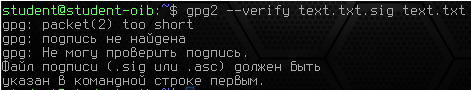 student@student-oib:~$ gpg2 --verify text.txt.sig text.txt
gpg: packet(2) too short
gpg: подпись не найдена
gpg: Не могу проверить подпись.
Файл подписи (.sig или .asc) должен быть
указан в командной строке первым.